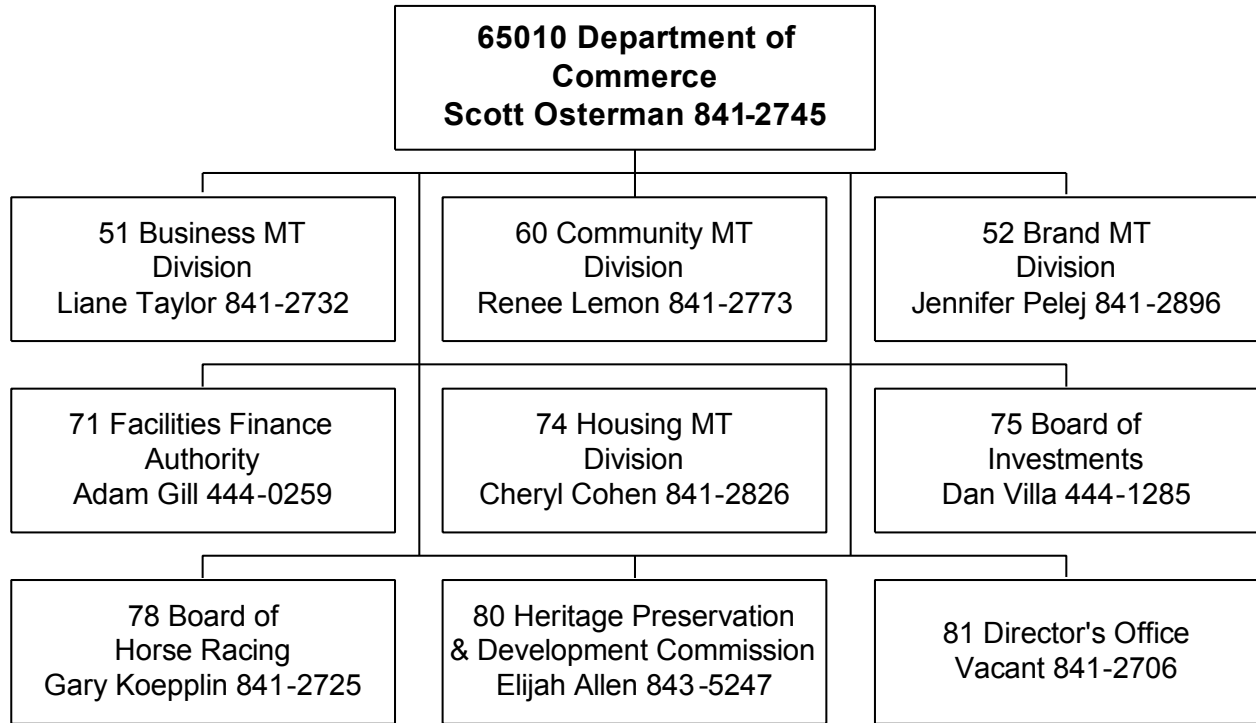 65010 Department of
Commerce
Scott Osterman 841-2745
51 Business MT
Division
Liane Taylor 841-2732
60 Community MT
Division
Renee Lemon 841-2773
52 Brand MT
Division
Jennifer Pelej 841-2896
71 Facilities Finance
Authority
Adam Gill 444-0259
74 Housing MT
Division
Cheryl Cohen 841-2826
75 Board of
Investments
Dan Villa 444-1285
78 Board of
Horse Racing
Gary Koepplin 841-2725
80 Heritage Preservation
& Development Commission
Elijah Allen 843-5247
81 Director's Office
Vacant 841-2706